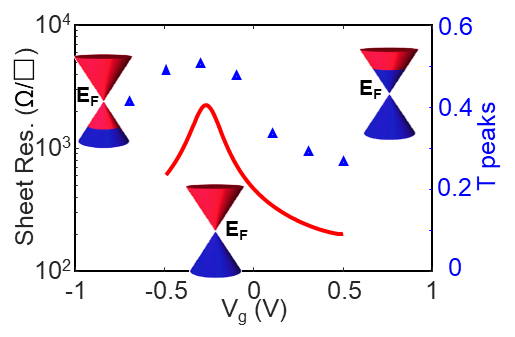 10⁴
10³
10²
Sheet Res. (Ω/□)
E_F
E_F
E_F
0.6
0.4
0.2
0
T peaks
-1
-0.5
0
0.5
1
V_g (V)